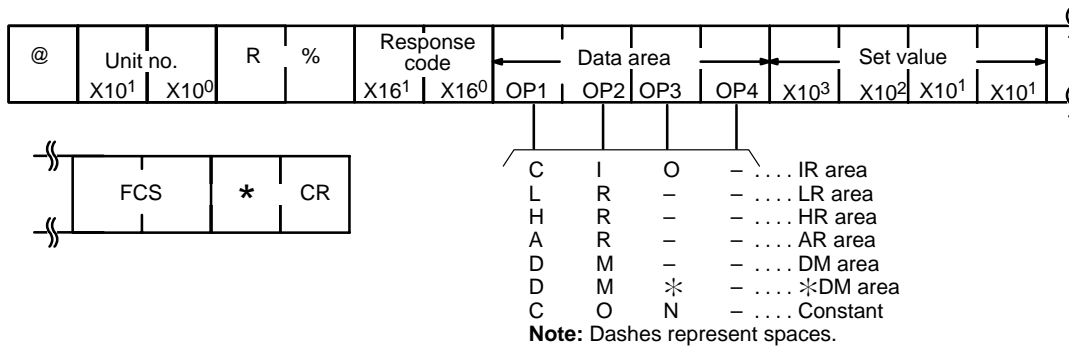 @ Unit no. R % Response code Data area Set value
X10¹ X10⁰ X16¹ X16⁰ OP1 OP2 OP3 OP4 X10³ X10² X10¹ X10¹
FCS * CR
C I O – .... IR area
L R – – .... LR area
H R – – .... HR area
A R – – .... AR area
D M – – .... DM area
D M ✻ – .... ✻DM area
C O N – .... Constant
Note: Dashes represent spaces.